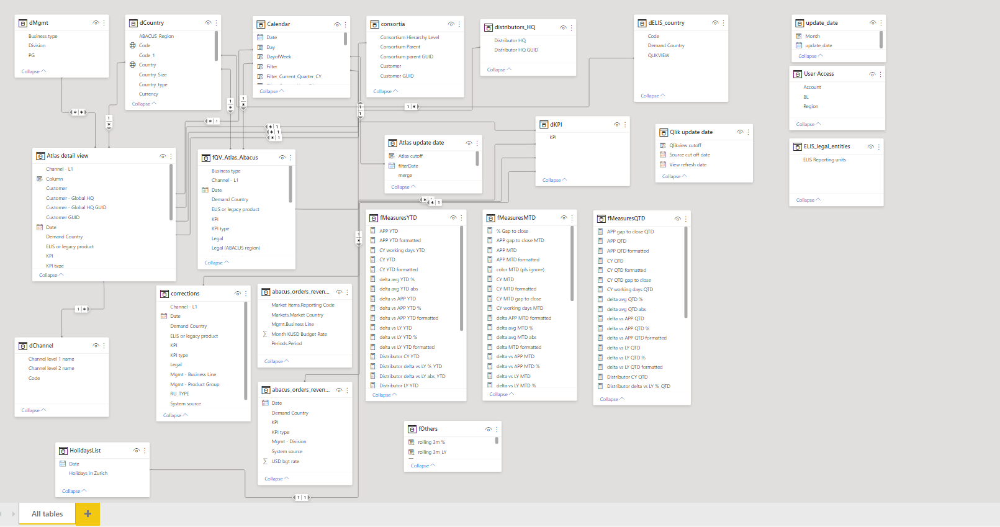 dMgmt
Business type
Division
PG
Collapse
dCountry
ABACUS_Region
Code
Code_1
Country
Country_Size
Country_type
Currency
Collapse
Calendar
Date
Day
DayofWeek
Filter
Filter_Current_Quarter_CY
Collapse
consortia
Consortium Hierarchy Level
Consortium Parent
Consortium parent GUID
Customer
Customer GUID
Collapse
distributors_HQ
Distributor HQ
Distributor HQ GUID
Collapse
dELIS_country
Code
Demand Country
QLIKVIEW
Collapse
update_date
Month
update_date
Collapse
User Access
Account
BL
Region
Collapse
ELIS_legal_entities
ELIS Reporting units
Collapse
dKPI
KPI
Collapse
Qlik update date
Qlikview cutoff
Source cut off date
View refresh date
Collapse
Atlas update date
Atlas cutoff
filterDate
merge
Collapse
Atlas detail view
Channel - L1
Column
Customer
Customer - Global HQ
Customer - Global HQ GUID
Customer GUID
Date
Demand Country
ELIS or legacy product
KPI
KPI type
Collapse
fQV_Atlas_Abacus
Business type
Channel - L1
Date
Demand Country
ELIS or legacy product
KPI
KPI type
Legal
Legal (ABACUS region)
Collapse
fMeasuresYTD
APP YTD
APP YTD formatted
CY working days YTD
CY YTD
CY YTD formatted
delta avg YTD %
delta avg YTD abs
delta vs APP YTD
delta vs APP YTD %
delta vs APP YTD formatted
delta vs LY YTD
delta vs LY YTD %
delta vs LY YTD formatted
Distributor CY YTD
Distributor delta vs LY % YTD
Distributor delta vs LY abs YTD
Distributor LY YTD
Collapse
fMeasuresMTD
% Gap to close
APP gap to close MTD
APP MTD
APP MTD formatted
color MTD (pls ignore)
CY MTD
CY MTD formatted
CY MTD gap to close
CY working days MTD
delta APP MTD formatted
delta avg MTD %
delta avg MTD abs
delta MTD formatted
delta vs APP MTD
delta vs APP MTD %
delta vs LY MTD
delta vs LY MTD %
Collapse
fMeasuresQTD
APP gap to close QTD
APP QTD
APP QTD formatted
CY QTD
CY QTD formatted
CY QTD gap to close
CY working days QTD
delta avg QTD %
delta avg QTD abs
delta vs APP QTD
delta vs APP QTD %
delta vs APP QTD formatted
delta vs LY QTD
delta vs LY QTD %
delta vs LY QTD formatted
Distributor CY QTD
Distributor delta vs LY % QTD
Collapse
corrections
Channel - L1
Date
Demand Country
ELIS or legacy product
KPI
KPI type
Legal
Mgmt - Business Line
Mgmt - Product Group
RU_TYPE
System source
Collapse
abacus_orders_reven...
Market Items.Reporting Code
Markets.Market Country
Mgmt.Business Line
Month KUSD Budget Rate
Periods.Period
Collapse
abacus_orders_reven...
Date
Demand Country
KPI
KPI type
Mgmt - Division
System source
USD bgt rate
Collapse
dChannel
Channel level 1 name
Channel level 2 name
Code
Collapse
HolidaysList
Date
Holidays in Zurich
Collapse
fOthers
rolling 3m %
rolling 3m LY
Collapse
All tables